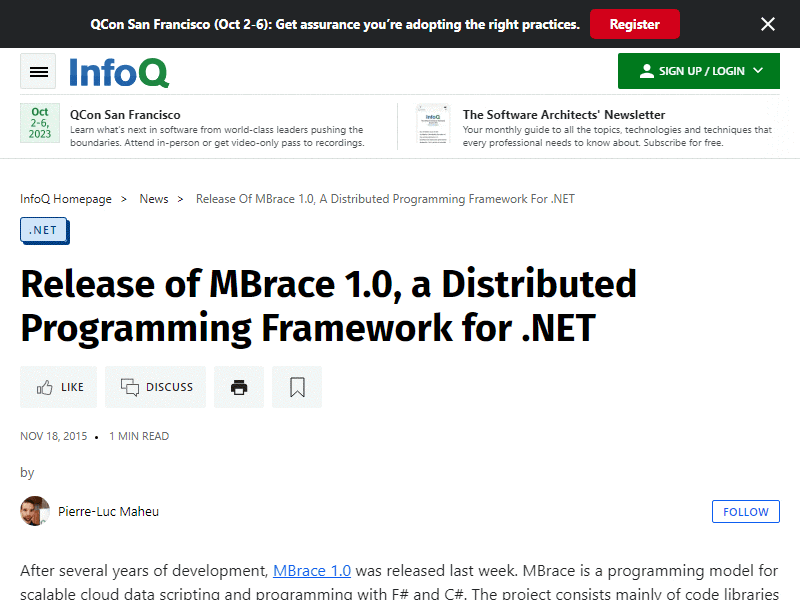 QCon San Francisco (Oct 2-6): Get assurance you're adopting the right practices.
Register
InfoQ
SIGN UP / LOGIN
Oct
2-6,
2023
QCon San Francisco
Learn what's next in software from world-class leaders pushing the
boundaries. Attend in-person or get video-only pass to recordings.
The Software Architects' Newsletter
Your monthly guide to all the topics, technologies and techniques that
every professional needs to know about. Subscribe for free.
InfoQ Homepage > News > Release Of MBrace 1.0, A Distributed Programming Framework For .NET
.NET
Release of MBrace 1.0, a Distributed
Programming Framework for .NET
LIKE
DISCUSS
NOV 18, 2015 • 1 MIN READ
by
Pierre-Luc Maheu
FOLLOW
After several years of development, MBrace 1.0 was released last week. MBrace is a programming model for
scalable cloud data scripting and programming with F# and C#. The project consists mainly of code libraries